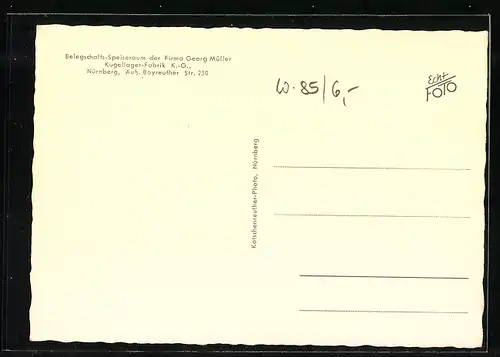 Belegschafts-Speiseraum der Firma Georg Müller
Kugellager-Fabrik K.-G.,
Nürnberg, Äuß. Bayreuther Str. 230
W-85/6,-
Echt
FOTO
Kotschenreuther-Photo, Nürnberg